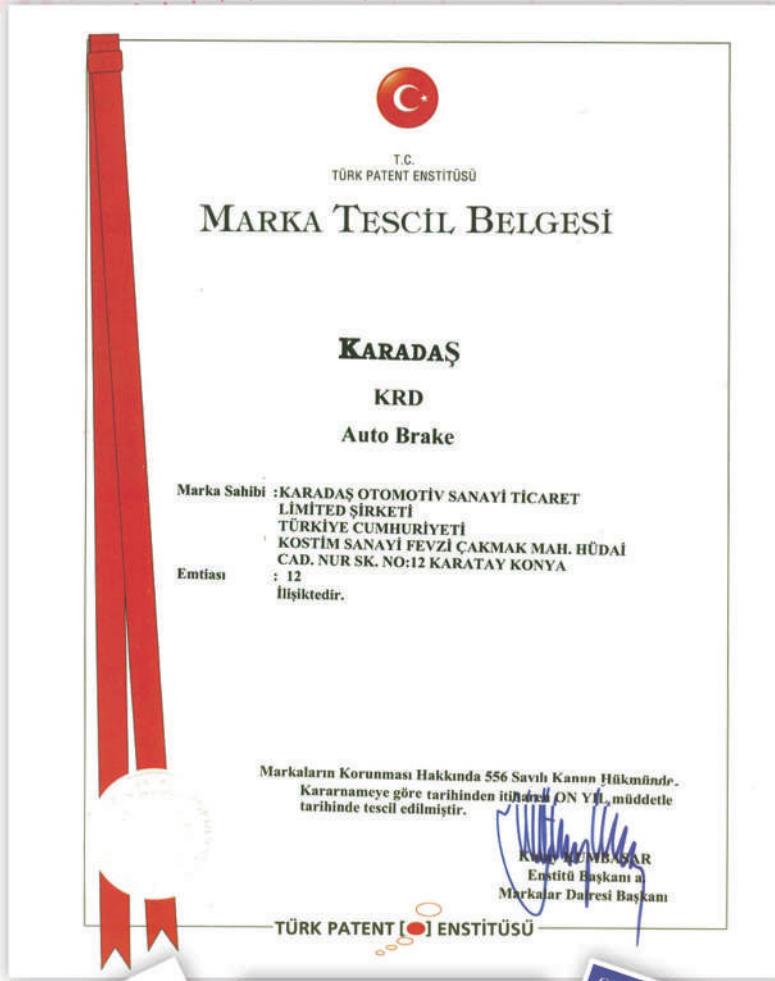 T.C.
TÜRK PATENT ENSTİTÜSÜ
MARKA TESCİL BELGESİ
KARADAŞ
KRD
Auto Brake
Marka Sahibi : KARADAŞ OTOMOTİV SANAYİ TİCARET
LİMİTED ŞİRKETİ
TÜRKİYE CUMHURİYETİ
KOSTİM SANAYİ FEVZİ ÇAKMAK MAH. HÜDAİ
CAD. NUR SK. NO:12 KARATAY KONYA
Emtiası : 12
İlişiktedir.
Markaların Korunması Hakkında 556 Sayılı Kanun Hükmünde
Kararnameye göre tarihinden itibaren ON YIL müddetle
tarihinde tescil edilmiştir.
KUMBASAR
Enstitü Başkanı a.
Markalar Dairesi Başkanı
TÜRK PATENT [ ] ENSTİTÜSÜ